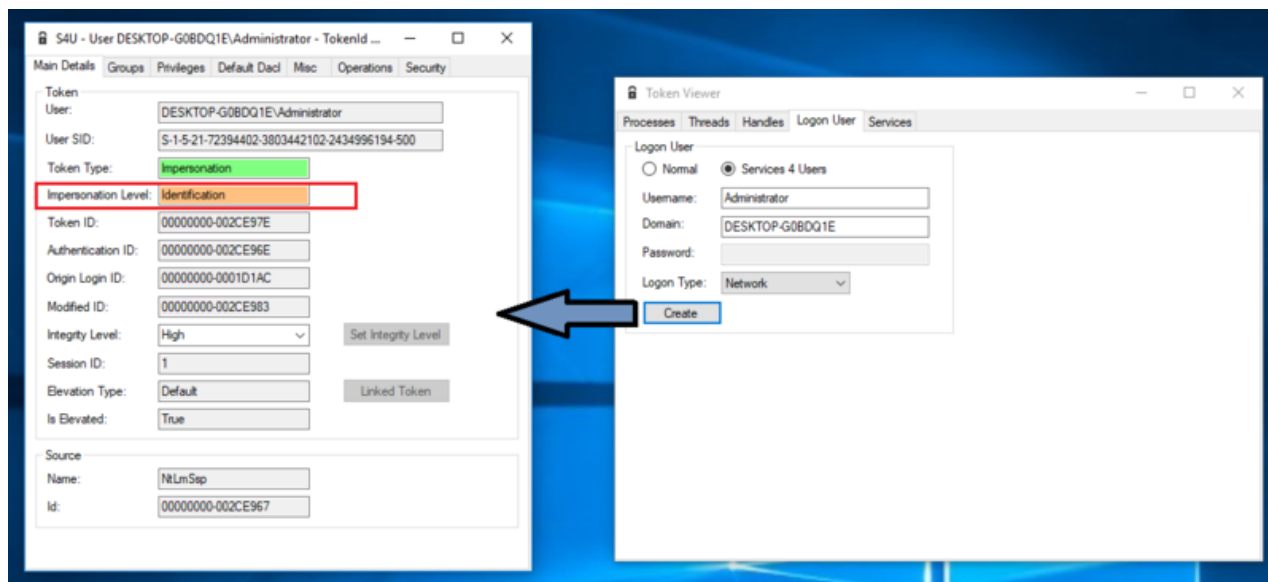 S4U - User DESKTOP-G0BDQ1E\Administrator - TokenId ...
Main Details Groups Privileges Default Dacl Misc Operations Security
Token
User: DESKTOP-G0BDQ1E\Administrator
User SID: S-1-5-21-72394402-3803442102-2434996194-500
Token Type: Impersonation
Impersonation Level: Identification
Token ID: 00000000-002CE97E
Authentication ID: 00000000-002CE96E
Origin Login ID: 00000000-0001D1AC
Modified ID: 00000000-002CE983
Integrity Level: High Set Integrity Level
Session ID: 1
Elevation Type: Default Linked Token
Is Elevated: True
Source
Name: NtLmSsp
Id: 00000000-002CE967
Token Viewer
Processes Threads Handles Logon User Services
Logon User
Normal Services 4 Users
Username: Administrator
Domain: DESKTOP-G0BDQ1E
Password:
Logon Type: Network
Create